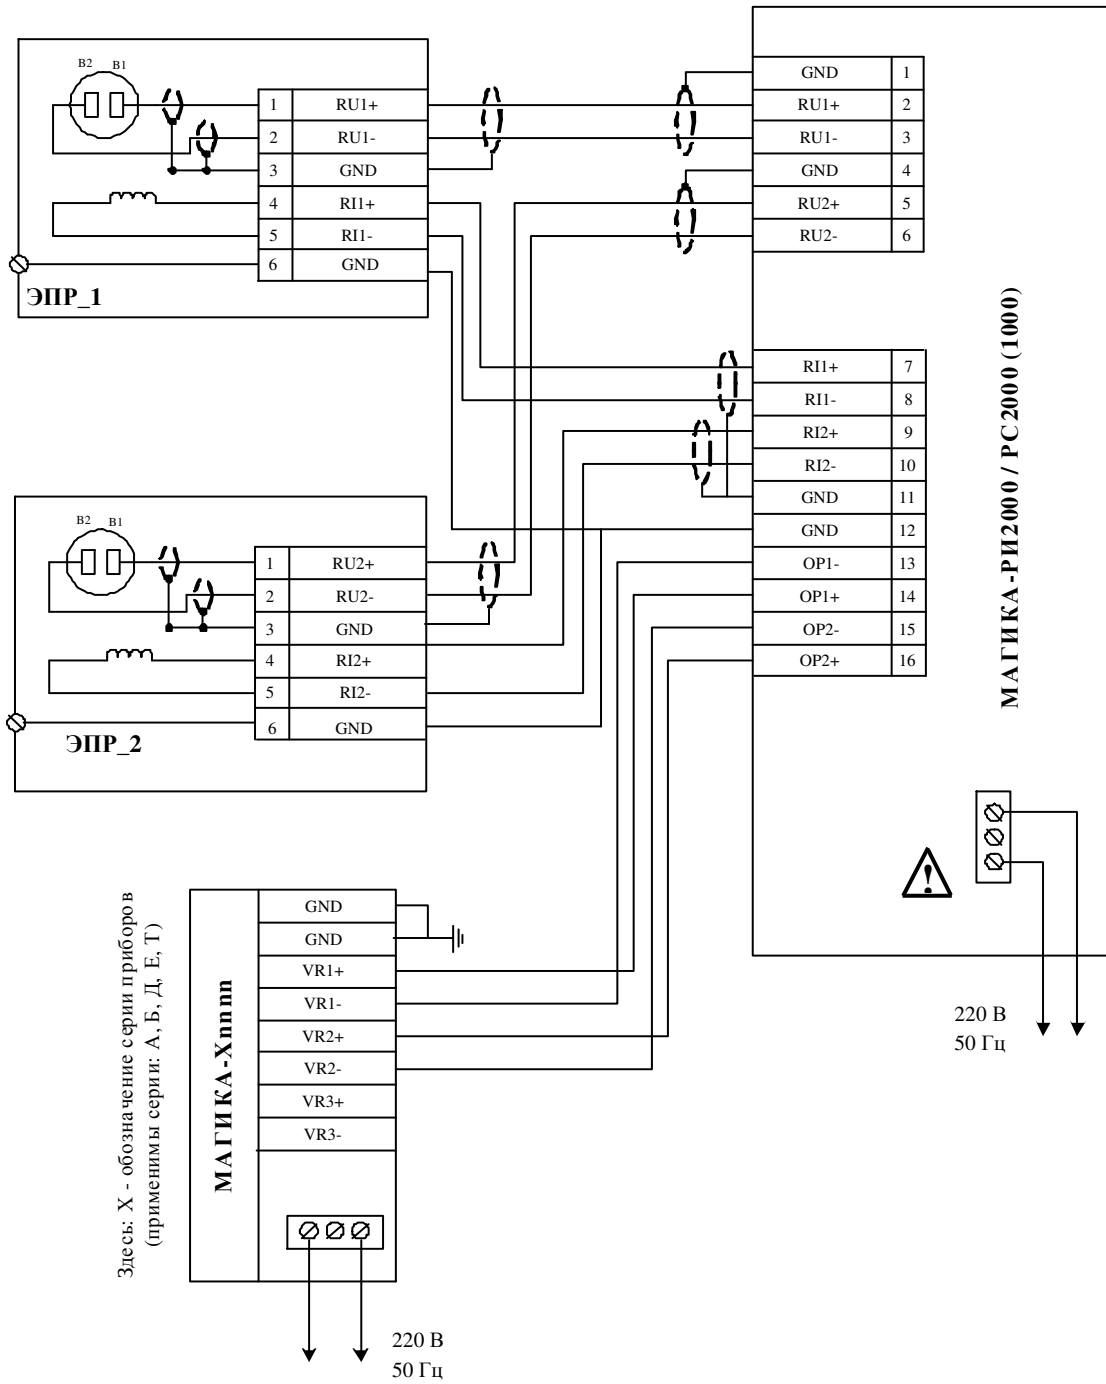 B2 B1
1 RU1+
2 RU1-
3 GND
4 RI1+
5 RI1-
6 GND
ЭПР_1
GND 1
RU1+ 2
RU1- 3
GND 4
RU2+ 5
RU2- 6
RI1+ 7
RI1- 8
RI2+ 9
RI2- 10
GND 11
GND 12
OP1- 13
OP1+ 14
OP2- 15
OP2+ 16
МАГИКА-РИ2000 / РС2000 (1000)
B2 B1
1 RU2+
2 RU2-
3 GND
4 RI2+
5 RI2-
6 GND
ЭПР_2
!
220 В
50 Гц
Здесь: Х - обозначение серии приборов
(применимы серии: А, Б, Д, Е, Т)
МАГИКА-Хnnnn
GND
GND
VR1+
VR1-
VR2+
VR2-
VR3+
VR3-
220 В
50 Гц